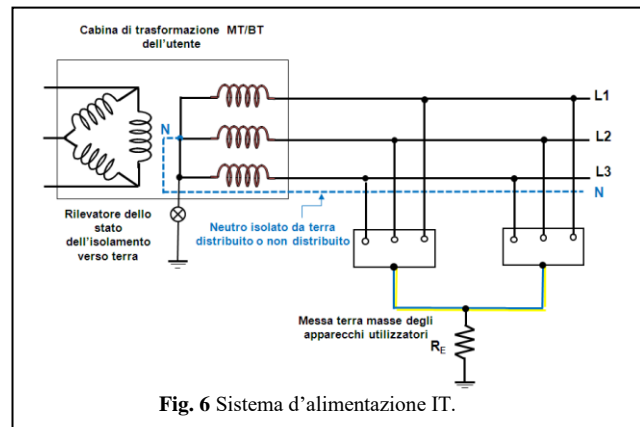 Cabina di trasformazione MT/BT
dell'utente
L1
N
L2
L3
N
Rilevatore dello
stato
dell'isolamento
verso terra
Neutro isolato da terra
distribuito o non distribuito
Messa terra masse degli
apparecchi utilizzatori
RE
Fig. 6 Sistema d'alimentazione IT.